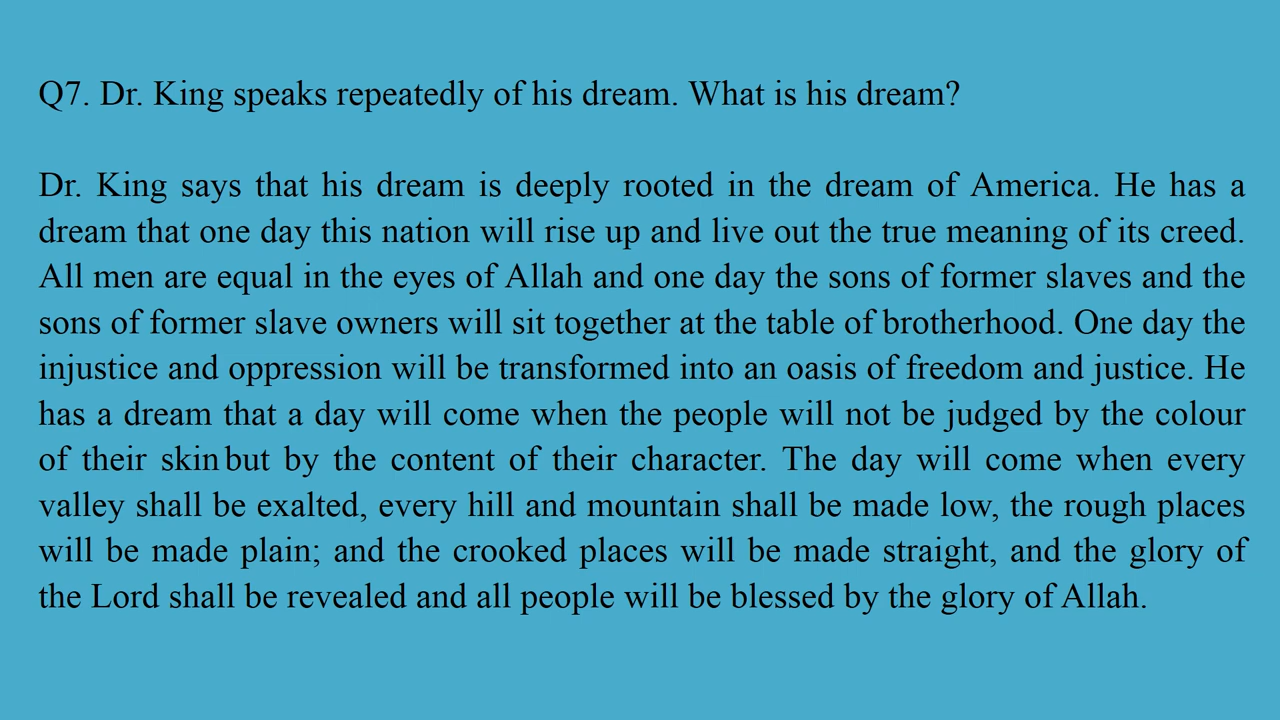 Q7. Dr. King speaks repeatedly of his dream. What is his dream?
Dr. King says that his dream is deeply rooted in the dream of America. He has a
dream that one day this nation will rise up and live out the true meaning of its creed.
All men are equal in the eyes of Allah and one day the sons of former slaves and the
sons of former slave owners will sit together at the table of brotherhood. One day the
injustice and oppression will be transformed into an oasis of freedom and justice. He
has a dream that a day will come when the people will not be judged by the colour
of their skin but by the content of their character. The day will come when every
valley shall be exalted, every hill and mountain shall be made low, the rough places
will be made plain; and the crooked places will be made straight, and the glory of
the Lord shall be revealed and all people will be blessed by the glory of Allah.